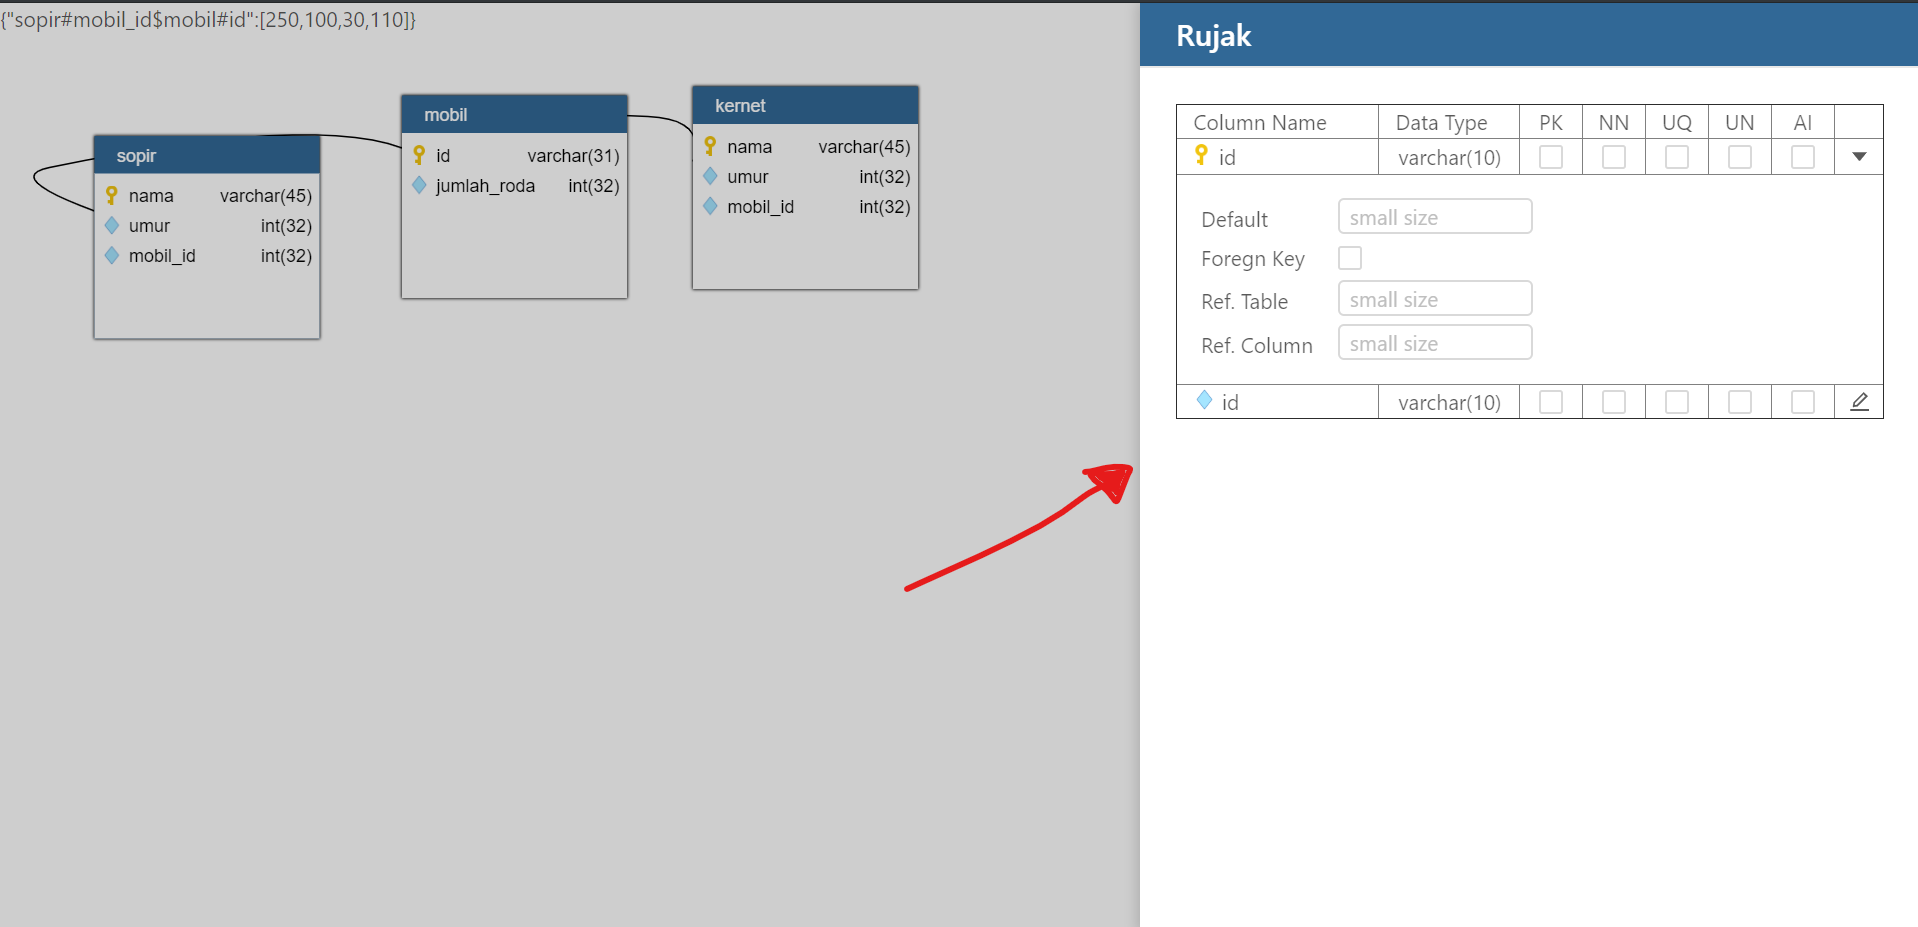 {"sopir#mobil_id$mobil#id":[250,100,30,110]}
sopir
nama varchar(45)
umur int(32)
mobil_id int(32)
mobil
id varchar(31)
jumlah_roda int(32)
kernet
nama varchar(45)
umur int(32)
mobil_id int(32)
Rujak
Column Name Data Type PK NN UQ UN AI
id varchar(10)
Default small size
Foregn Key
Ref. Table small size
Ref. Column small size
id varchar(10)